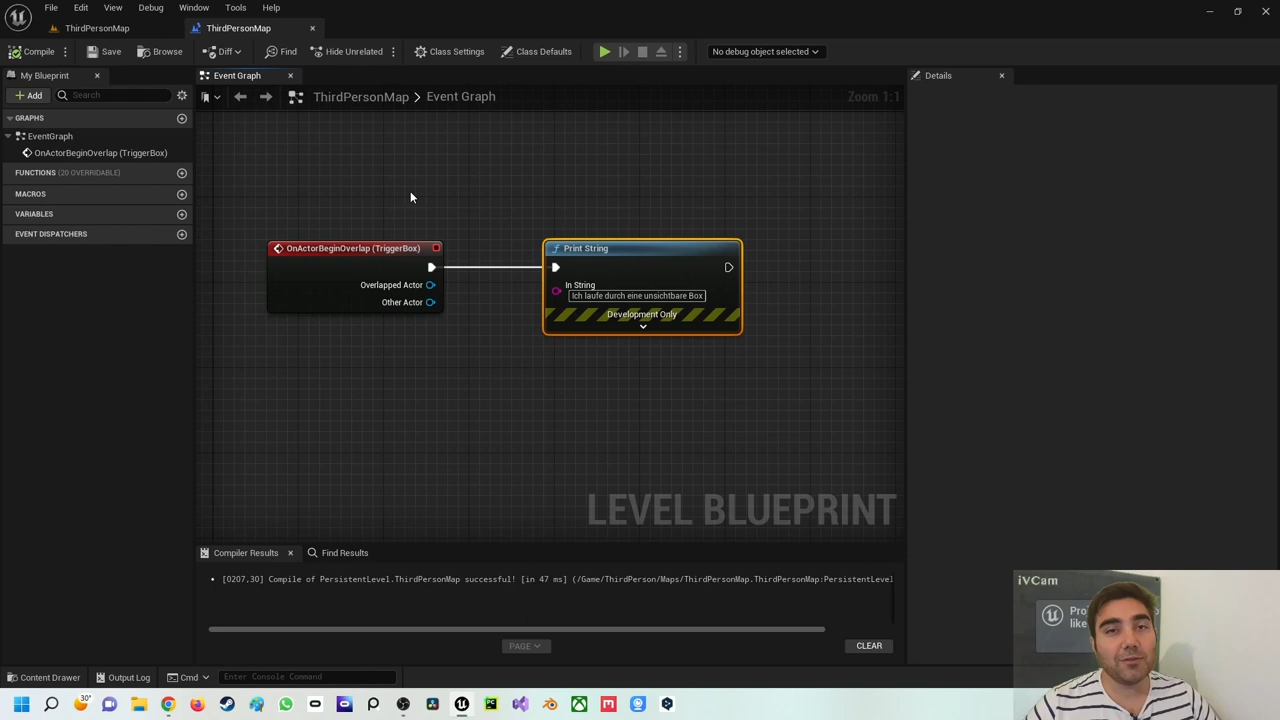 File Edit View Debug Window Tools Help
ThirdPersonMap
ThirdPersonMap
Compile Save Browse Diff Find Hide Unrelated Class Settings Class Defaults No debug object selected
My Blueprint
Event Graph
Details
Add Search
ThirdPersonMap > Event Graph
Zoom 1:1
GRAPHS
EventGraph
OnActorBeginOverlap (TriggerBox)
FUNCTIONS (20 OVERRIDABLE)
MACROS
VARIABLES
EVENT DISPATCHERS
OnActorBeginOverlap (TriggerBox)
Overlapped Actor
Other Actor
f Print String
In String
Ich laufe durch eine unsichtbare Box
Development Only
LEVEL BLUEPRINT
Compiler Results Find Results
[0207,30] Compile of PersistentLevel.ThirdPersonMap successful! [in 47 ms] (/Game/ThirdPerson/Maps/ThirdPersonMap.ThirdPersonMap:PersistentLevel
PAGE
CLEAR
iVCam
Content Drawer Output Log Cmd Enter Console Command
30°